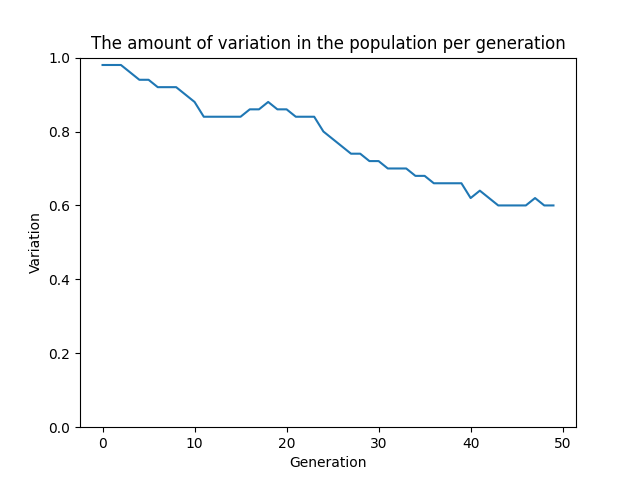 The amount of variation in the population per generation
1.0
0.8
0.6
0.4
0.2
0.0
Variation
0 10 20 30 40 50
Generation